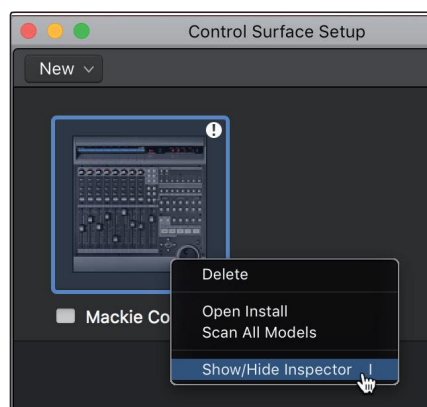 Control Surface Setup
New
!
Delete
Mackie Co
Open Install
Scan All Models
Show/Hide Inspector I